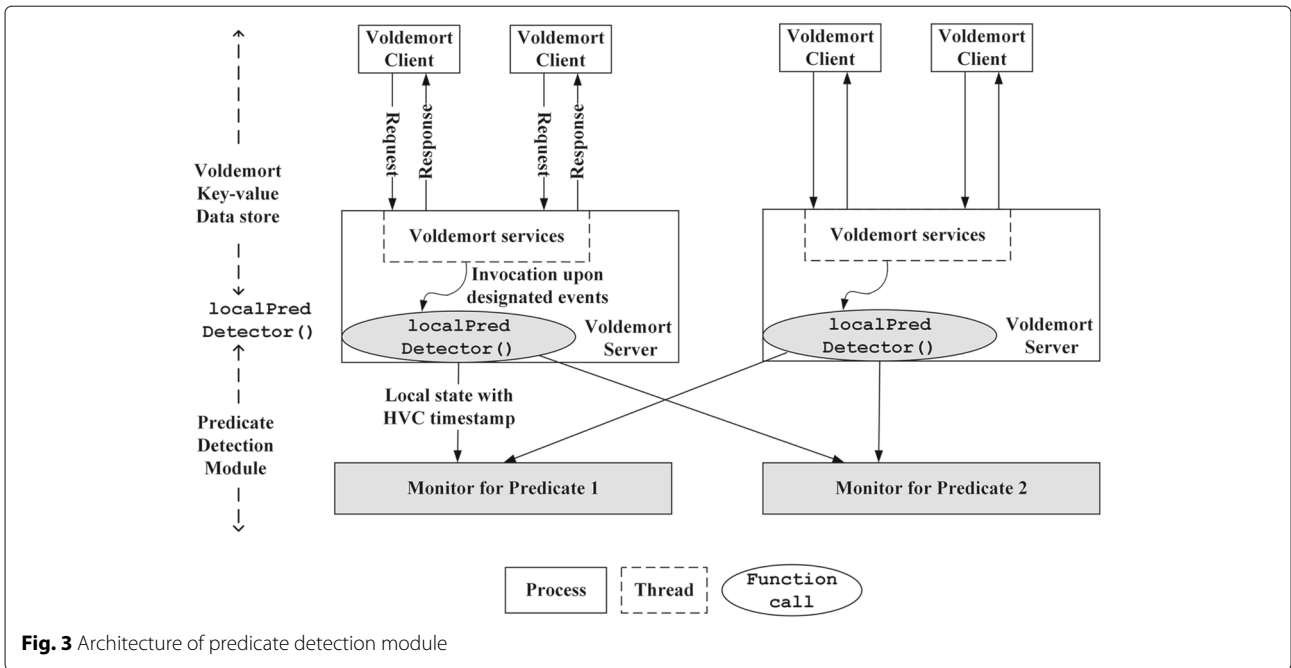 Voldemort
Client
Voldemort
Client
Voldemort
Client
Voldemort
Client
Request
Response
Request
Response
Voldemort
Key-value
Data store
Voldemort services
Voldemort services
Invocation upon
designated events
localPred
Detector()
localPred
Detector()
Voldemort
Server
localPred
Detector()
Voldemort
Server
Local state with
HVC timestamp
Predicate
Detection
Module
Monitor for Predicate 1
Monitor for Predicate 2
Process
Thread
Function
call
Fig. 3 Architecture of predicate detection module